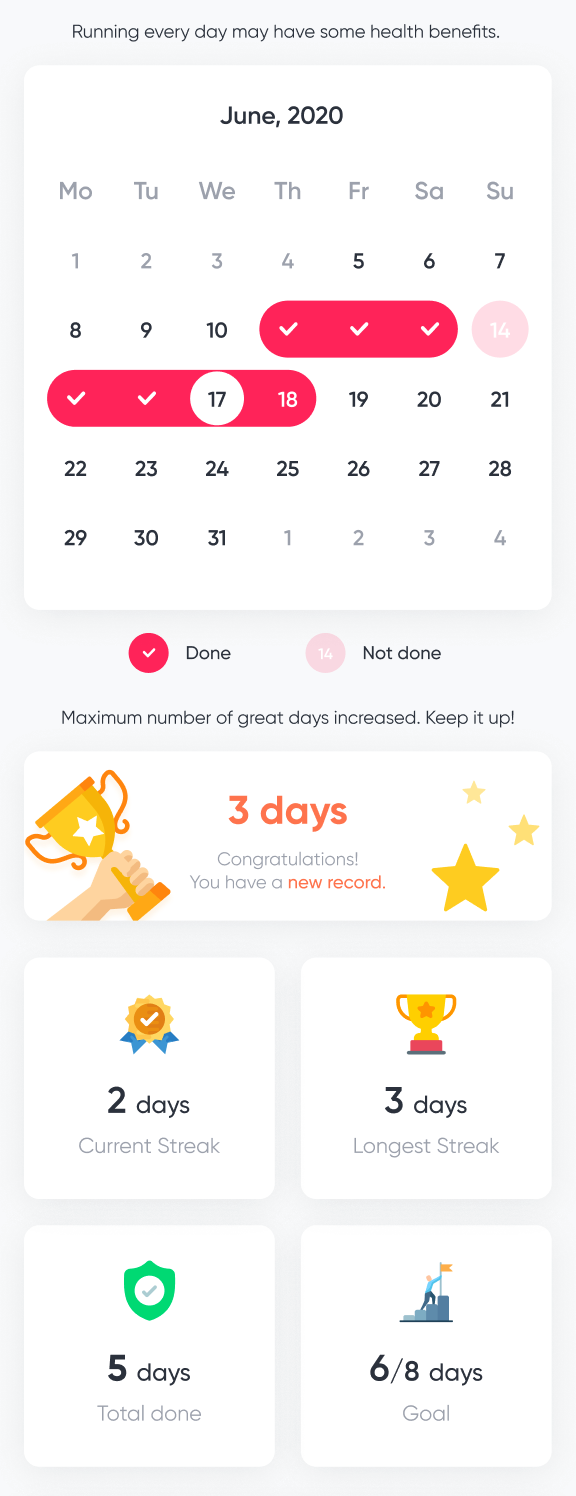 Running every day may have some health benefits.
June, 2020
Mo Tu We Th Fr Sa Su
1 2 3 4 5 6 7
8 9 10 14
17 18 19 20 21
22 23 24 25 26 27 28
29 30 31 1 2 3 4
Done 14 Not done
Maximum number of great days increased. Keep it up!
3 days
Congratulations!
You have a new record.
2 days
Current Streak
3 days
Longest Streak
5 days
Total done
6/8 days
Goal